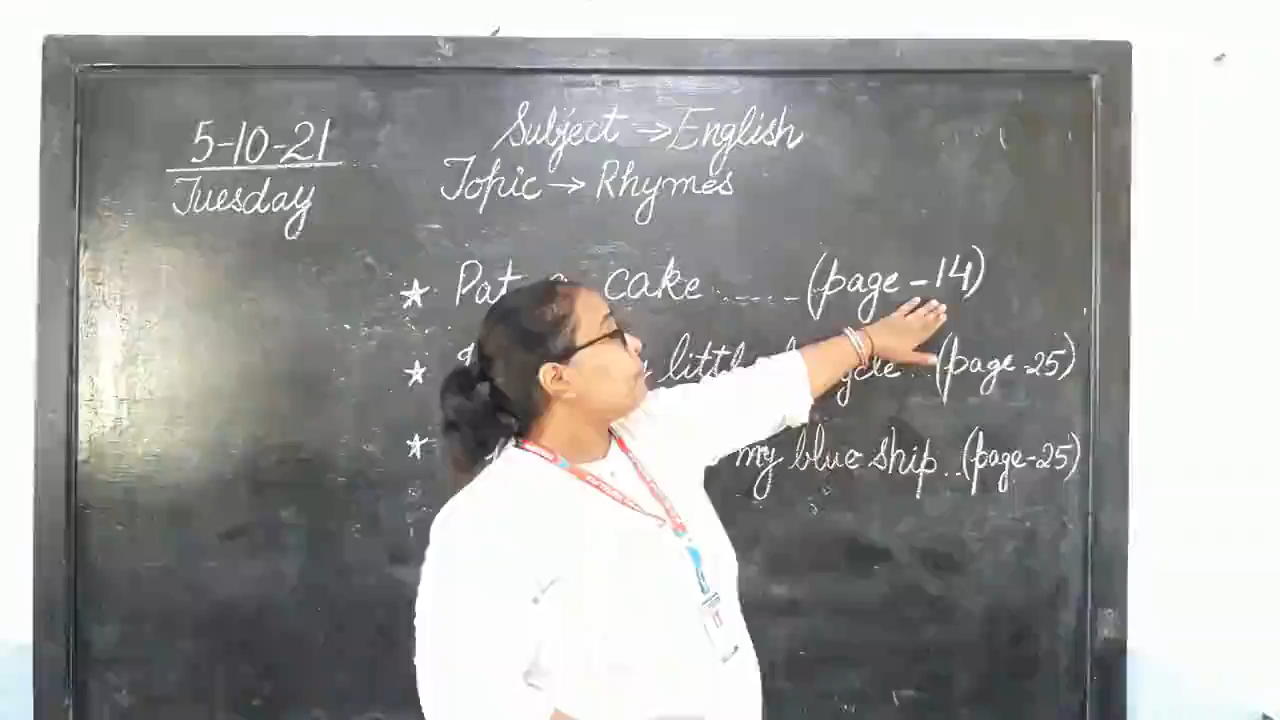 5-10-21
Tuesday
Subject → English
Topic → Rhymes
★ Pat cake ..... (page-14)
★ little cycle .. (page-25)
★ my blue ship .. (page-25)